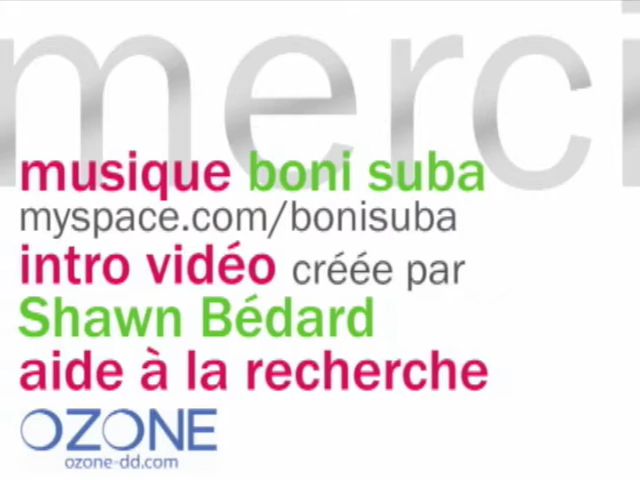 merci
musique boni suba
myspace.com/bonisuba
intro vidéo créée par
Shawn Bédard
aide à la recherche
OZONE
ozone-dd.com